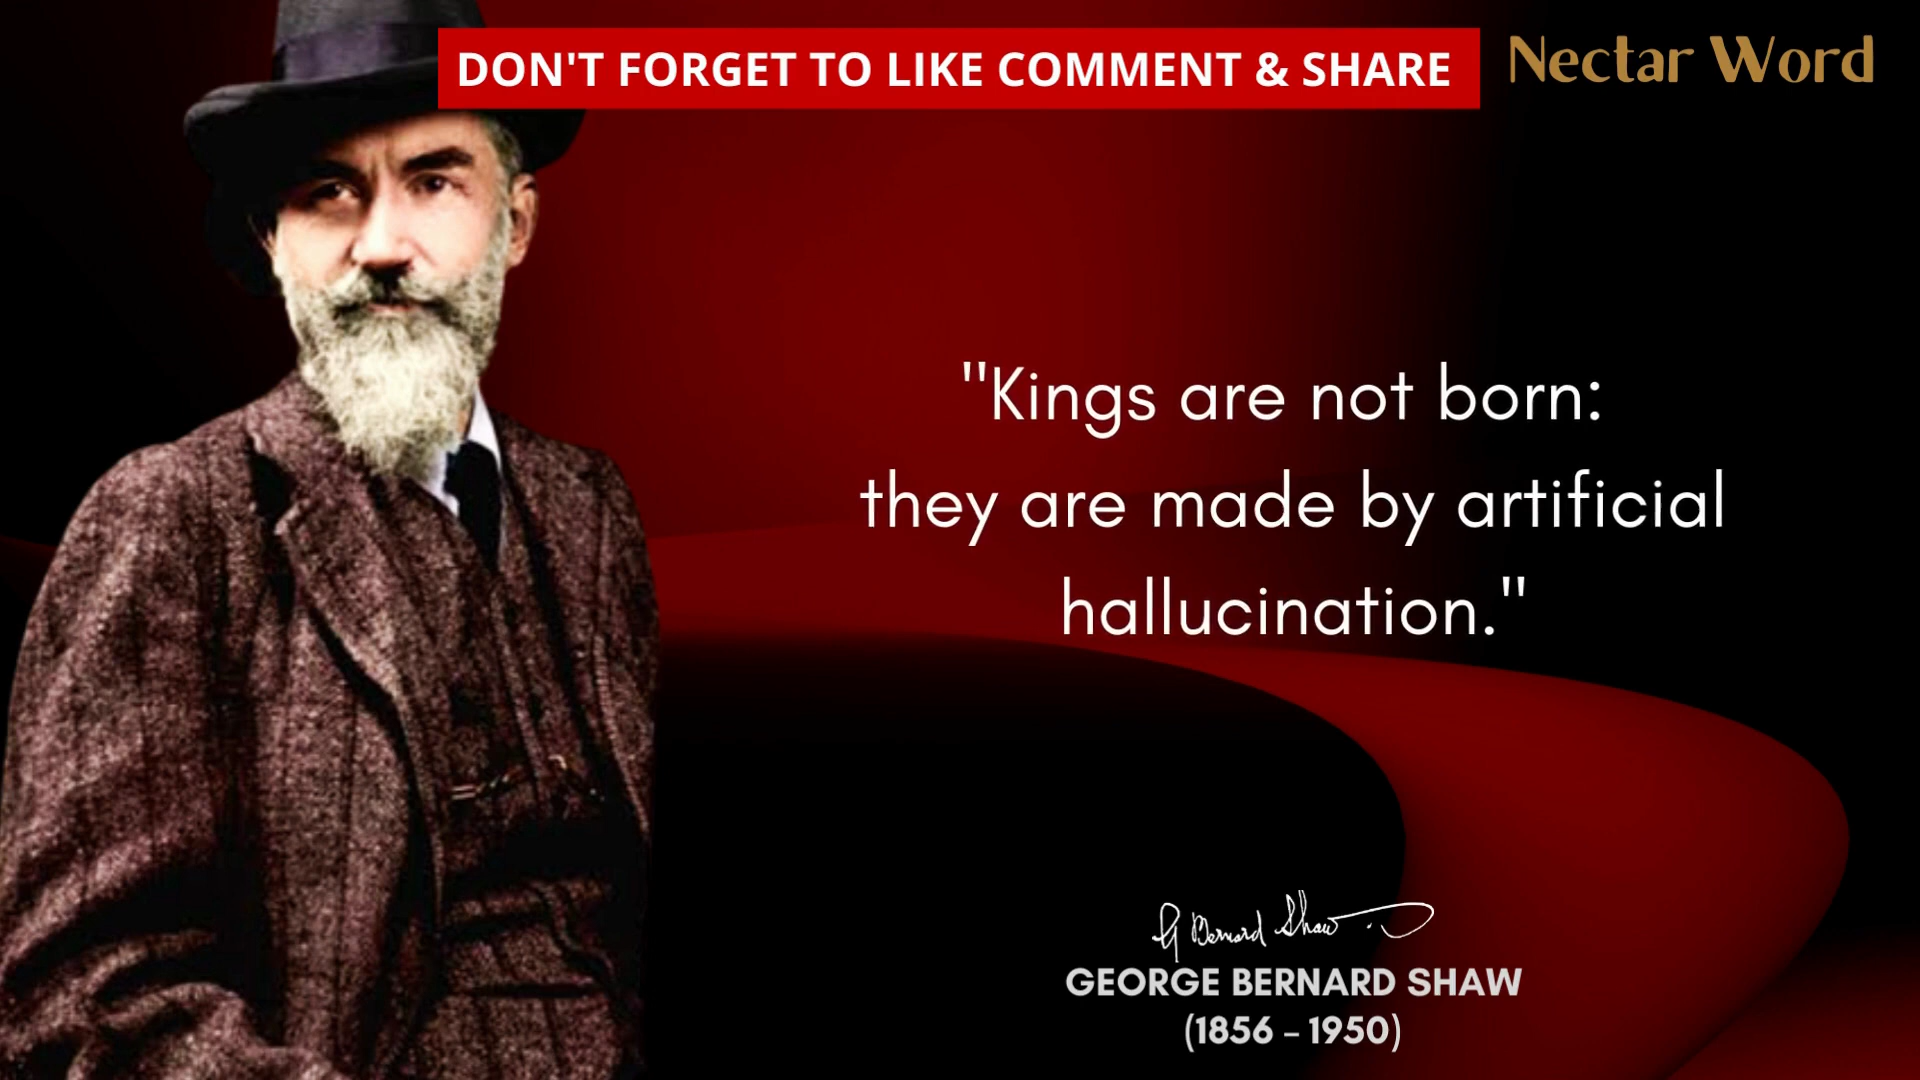 DON'T FORGET TO LIKE COMMENT & SHARE
Nectar Word
"Kings are not born:
they are made by artificial
hallucination."
G Bernard Shaw
GEORGE BERNARD SHAW
(1856 – 1950)